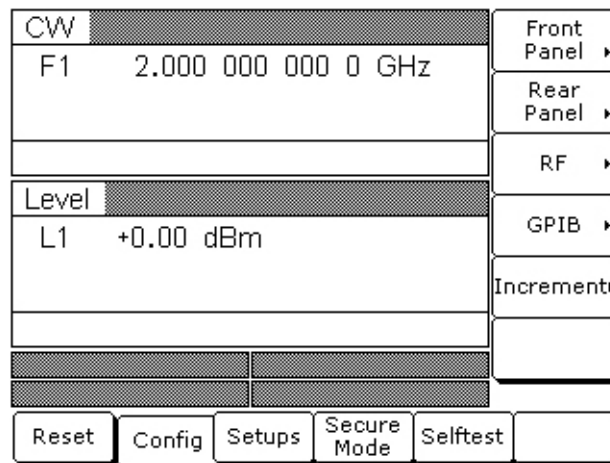 CW
F1 2.000 000 000 0 GHz
Level
L1 +0.00 dBm
Front
Panel
Rear
Panel
RF
GPIB
Reset
Config
Setups
Secure
Mode
Selftest